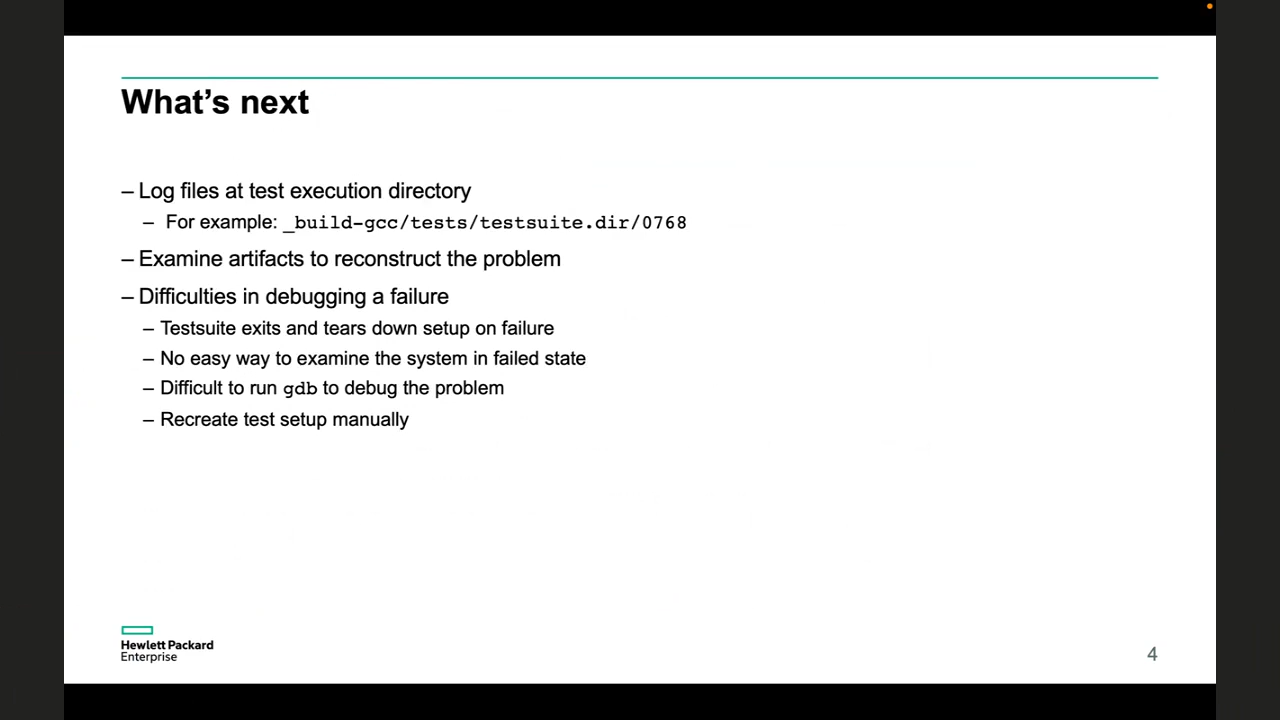 What’s next
– Log files at test execution directory
– For example: _build-gcc/tests/testsuite.dir/0768
– Examine artifacts to reconstruct the problem
– Difficulties in debugging a failure
– Testsuite exits and tears down setup on failure
– No easy way to examine the system in failed state
– Difficult to run gdb to debug the problem
– Recreate test setup manually
Hewlett Packard
Enterprise
4